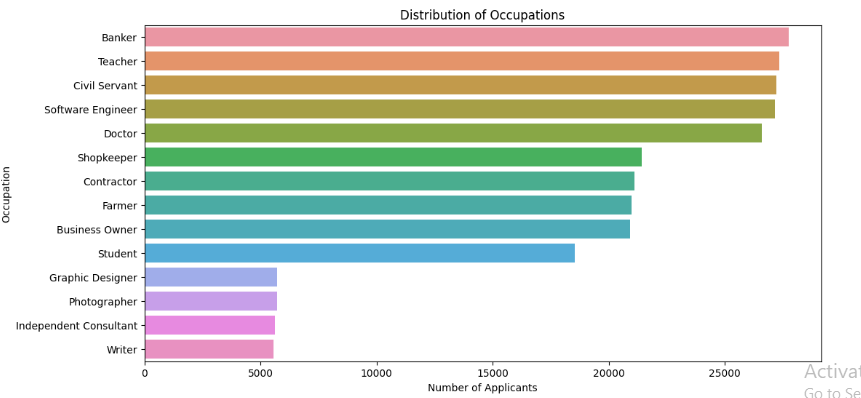 Distribution of Occupations
Occupation
Banker
Teacher
Civil Servant
Software Engineer
Doctor
Shopkeeper
Contractor
Farmer
Business Owner
Student
Graphic Designer
Photographer
Independent Consultant
Writer
0 5000 10000 15000 20000 25000
Number of Applicants
Activat
Go to Se